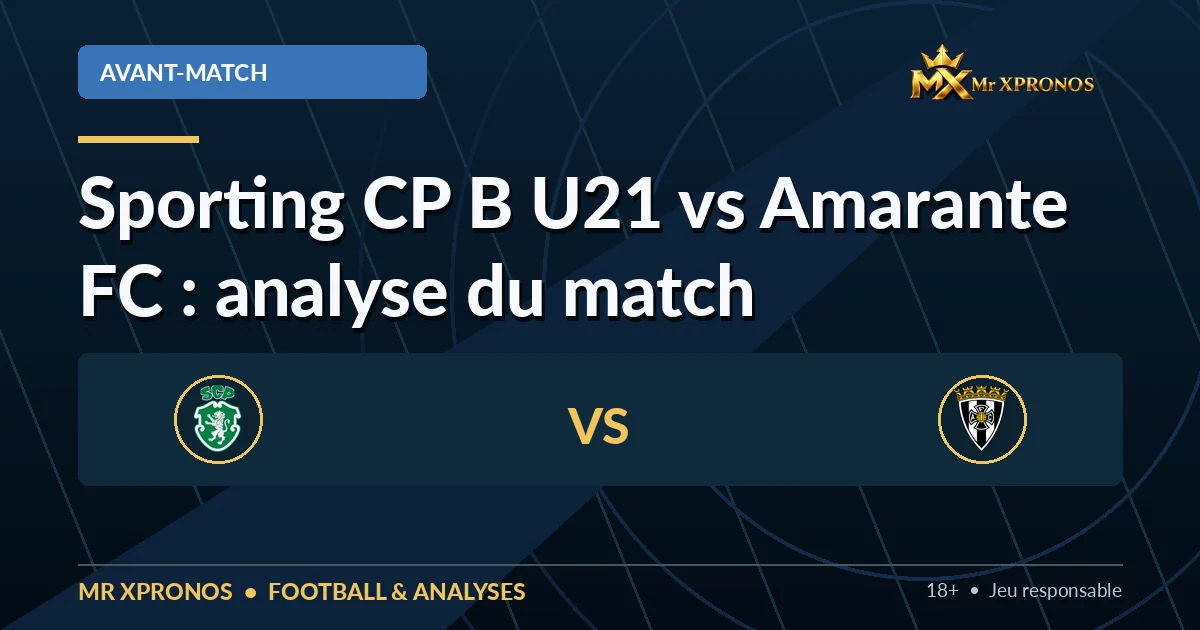 AVANT-MATCH
MX Mr XPRONOS
Sporting CP B U21 vs Amarante
FC : analyse du match
SCP
VS
MR XPRONOS • FOOTBALL & ANALYSES
18+ • Jeu responsable